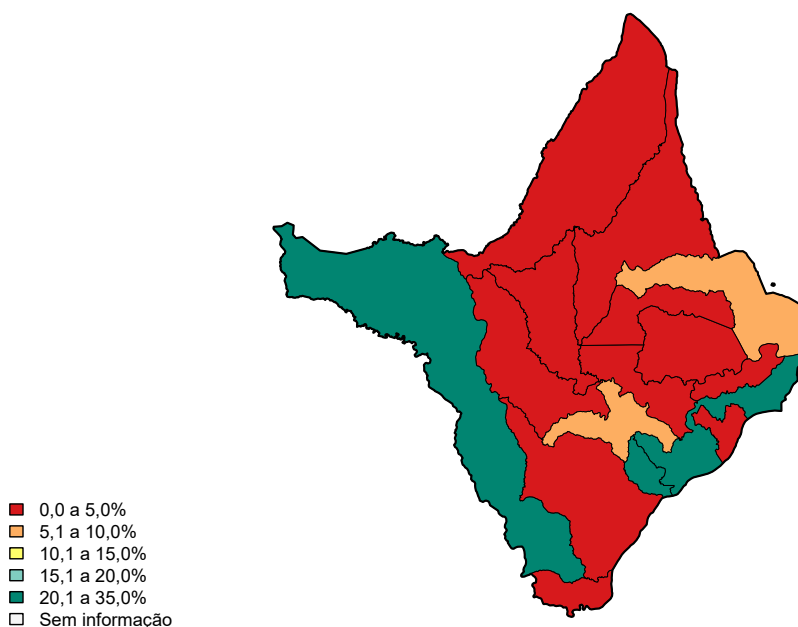 0,0 a 5,0%
5,1 a 10,0%
10,1 a 15,0%
15,1 a 20,0%
20,1 a 35,0%
Sem informação